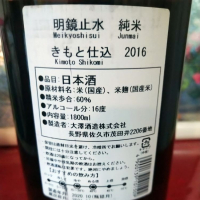 明鏡止水 純米
Meikyoshisui Junmai
きもと仕込 2016
Kimoto Shikomi
品名:日本酒
●原材料名:米(国産)、米麹(国産米)
●精米歩合:60%
●アルコール分:16度
●内容量:1800ml
●製造者:大澤酒造株式会社
長野県佐久市茂田井2206番地